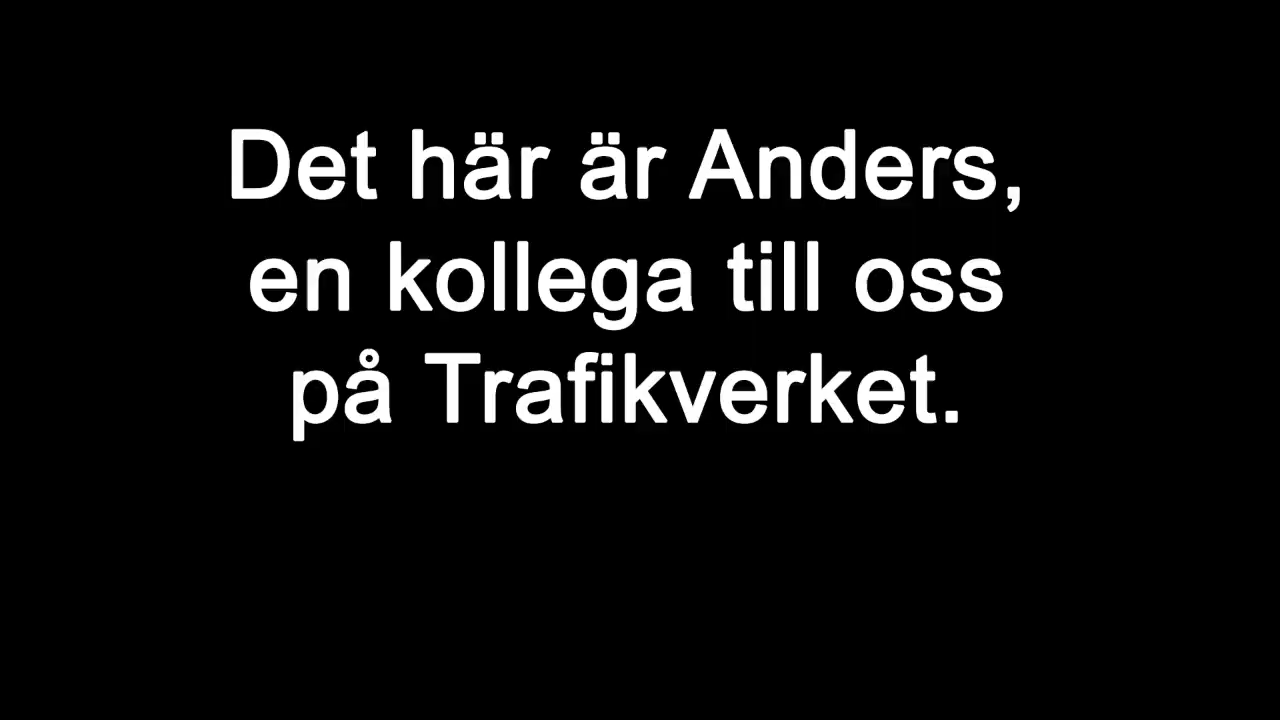 Det här är Anders,
en kollega till oss
på Trafikverket.